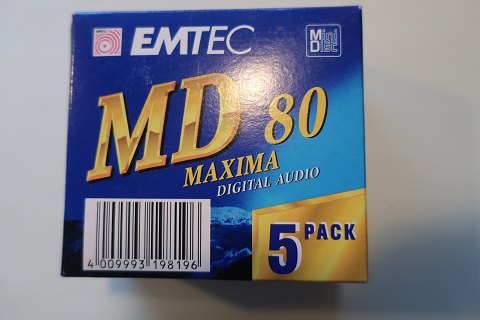 EMTEC
Mini
Disc
MD 80
MAXIMA
DIGITAL AUDIO
5 PACK
4 009993 198196